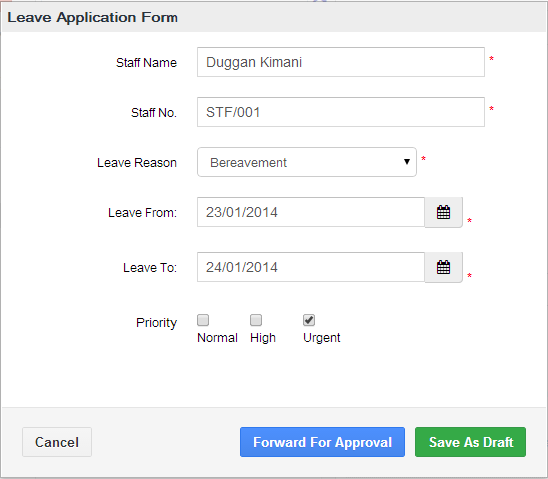 Leave Application Form
Staff Name Duggan Kimani *
Staff No. STF/001 *
Leave Reason Bereavement *
Leave From: 23/01/2014 *
Leave To: 24/01/2014 *
Priority
Normal High Urgent
Cancel Forward For Approval Save As Draft